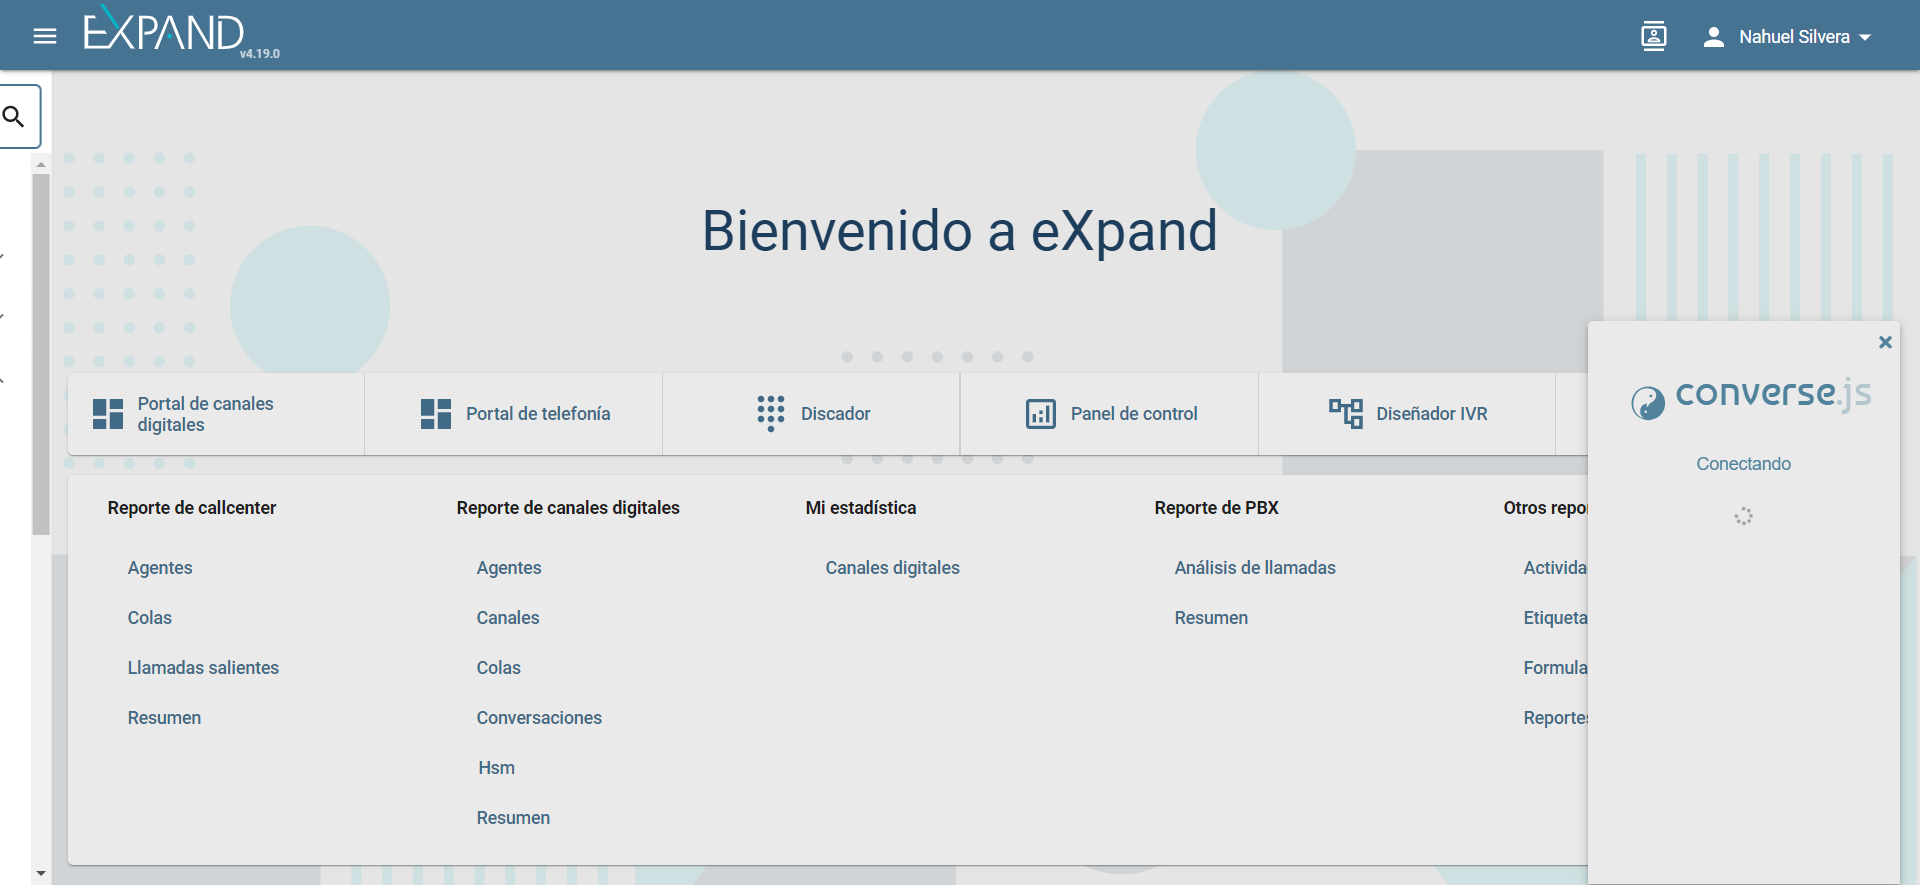 EXPAND
v4.19.0
Nahuel Silvera
Bienvenido a eXpand
Portal de canales
digitales
Portal de telefonía
Discador
Panel de control
Diseñador IVR
converse.js
Conectando
Reporte de callcenter
Agentes
Colas
Llamadas salientes
Resumen
Reporte de canales digitales
Agentes
Canales
Colas
Conversaciones
Hsm
Resumen
Mi estadística
Canales digitales
Reporte de PBX
Análisis de llamadas
Resumen
Otros repo
Activida
Etiqueta
Formula
Reportes